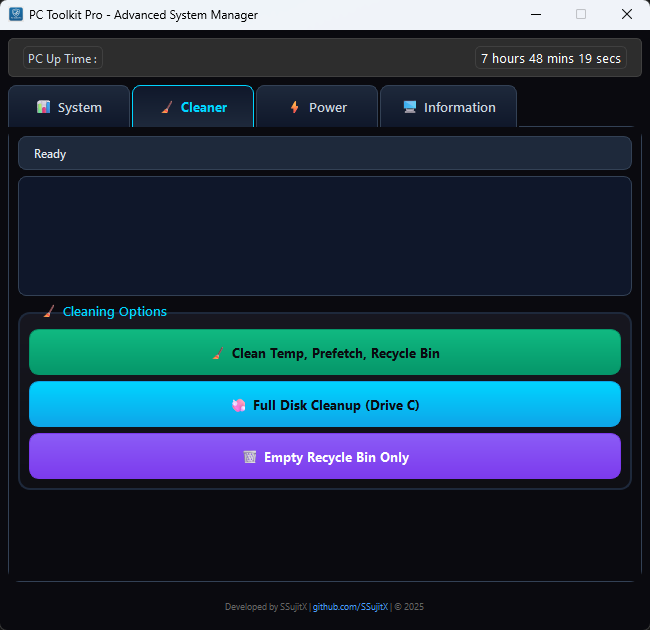 PC Toolkit Pro - Advanced System Manager
PC Up Time :
7 hours 48 mins 19 secs
System
Cleaner
Power
Information
Ready
Cleaning Options
Clean Temp, Prefetch, Recycle Bin
Full Disk Cleanup (Drive C)
Empty Recycle Bin Only
Developed by SSujitX | github.com/SSujitX | © 2025